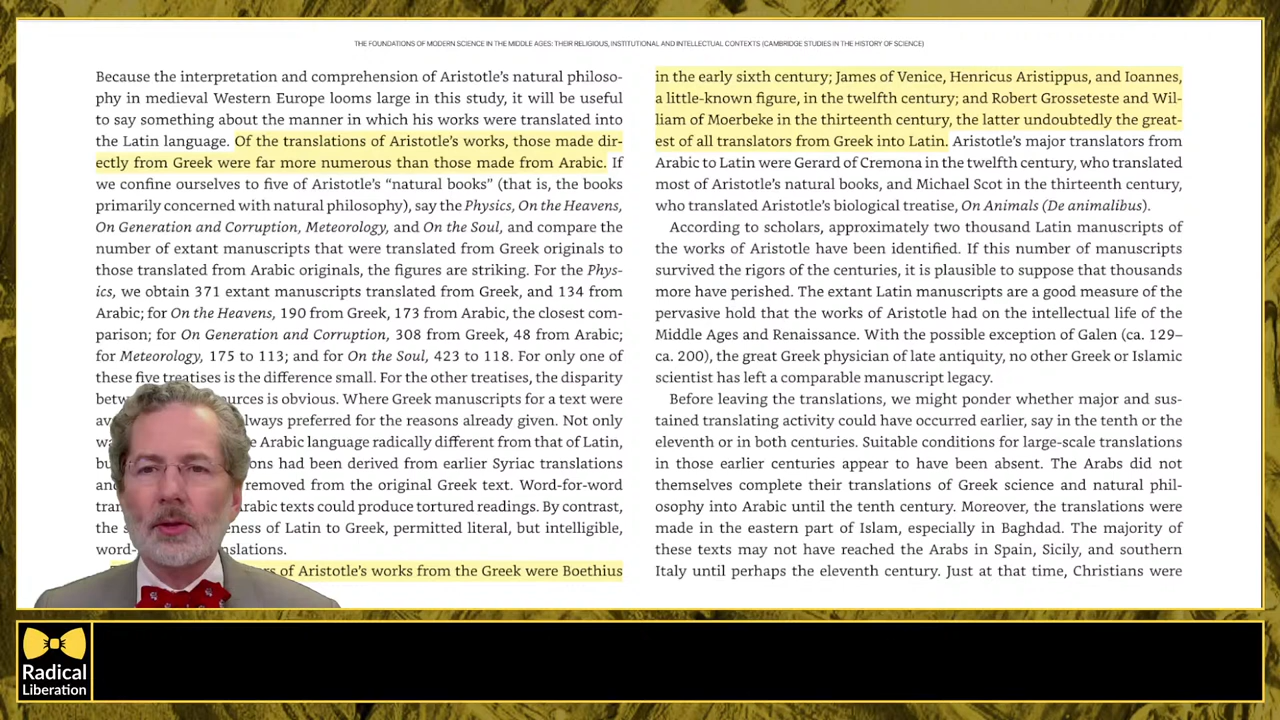 THE FOUNDATIONS OF MODERN SCIENCE IN THE MIDDLE AGES: THEIR RELIGIOUS, INSTITUTIONAL AND INTELLECTUAL CONTEXTS (CAMBRIDGE STUDIES IN THE HISTORY OF SCIENCE)
Because the interpretation and comprehension of Aristotle's natural philoso-
phy in medieval Western Europe looms large in this study, it will be useful
to say something about the manner in which his works were translated into
the Latin language. Of the translations of Aristotle's works, those made dir-
ectly from Greek were far more numerous than those made from Arabic. If
we confine ourselves to five of Aristotle's “natural books” (that is, the books
primarily concerned with natural philosophy), say the Physics, On the Heavens,
On Generation and Corruption, Meteorology, and On the Soul, and compare the
number of extant manuscripts that were translated from Greek originals to
those translated from Arabic originals, the figures are striking. For the Phys-
ics, we obtain 371 extant manuscripts translated from Greek, and 134 from
Arabic; for On the Heavens, 190 from Greek, 173 from Arabic, the closest com-
parison; for On Generation and Corruption, 308 from Greek, 48 from Arabic;
for Meteorology, 175 to 113; and for On the Soul, 423 to 118. For only one of
these five treatises is the difference small. For the other treatises, the disparity
is obvious. Where Greek manuscripts for a text were
always preferred for the reasons already given. Not only
Arabic language radically different from that of Latin,
had been derived from earlier Syriac translations
removed from the original Greek text. Word-for-word
texts could produce tortured readings. By contrast,
of Latin to Greek, permitted literal, but intelligible,
word-
of Aristotle's works from the Greek were Boethius
in the early sixth century; James of Venice, Henricus Aristippus, and Ioannes,
a little-known figure, in the twelfth century; and Robert Grosseteste and Wil-
liam of Moerbeke in the thirteenth century, the latter undoubtedly the great-
est of all translators from Greek into Latin. Aristotle's major translators from
Arabic to Latin were Gerard of Cremona in the twelfth century, who translated
most of Aristotle's natural books, and Michael Scot in the thirteenth century,
who translated Aristotle's biological treatise, On Animals (De animalibus).
According to scholars, approximately two thousand Latin manuscripts of
the works of Aristotle have been identified. If this number of manuscripts
survived the rigors of the centuries, it is plausible to suppose that thousands
more have perished. The extant Latin manuscripts are a good measure of the
pervasive hold that the works of Aristotle had on the intellectual life of the
Middle Ages and Renaissance. With the possible exception of Galen (ca. 129–
ca. 200), the great Greek physician of late antiquity, no other Greek or Islamic
scientist has left a comparable manuscript legacy.
Before leaving the translations, we might ponder whether major and sus-
tained translating activity could have occurred earlier, say in the tenth or the
eleventh or in both centuries. Suitable conditions for large-scale translations
in those earlier centuries appear to have been absent. The Arabs did not
themselves complete their translations of Greek science and natural phil-
osophy into Arabic until the tenth century. Moreover, the translations were
made in the eastern part of Islam, especially in Baghdad. The majority of
these texts may not have reached the Arabs in Spain, Sicily, and southern
Italy until perhaps the eleventh century. Just at that time, Christians were
Radical
Liberation